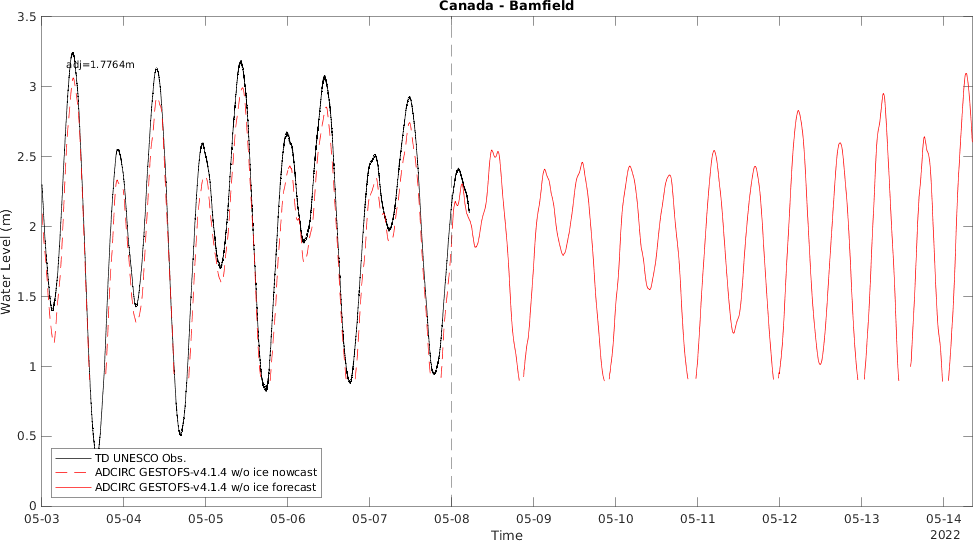 Canada - Bamfield
3.5
adj=1.7764m
3
2.5
2
1.5
1
0.5
0
Water Level (m)
TD UNESCO Obs.
ADCIRC GESTOFS-v4.1.4 w/o ice nowcast
ADCIRC GESTOFS-v4.1.4 w/o ice forecast
05-03 05-04 05-05 05-06 05-07 05-08 05-09 05-10 05-11 05-12 05-13 05-14
2022
Time